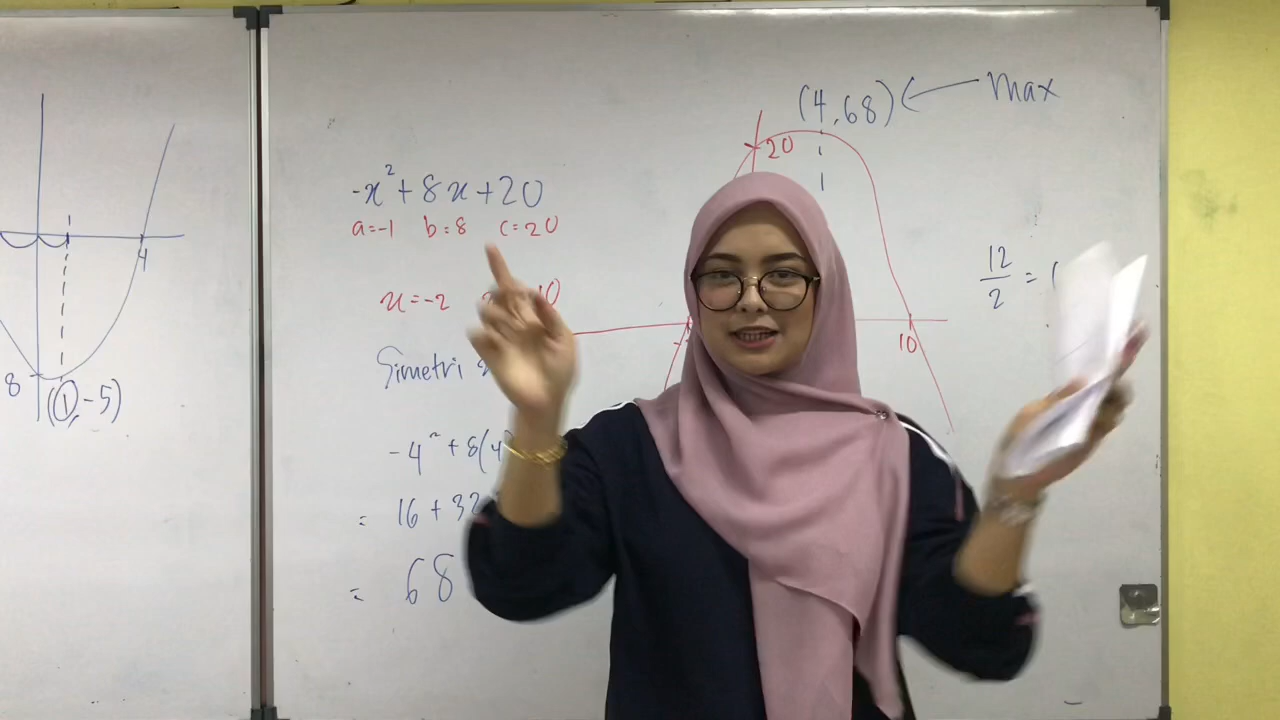 4
8
(1,-5)
-x² + 8x + 20
a=-1 b=8 c=20
x=-2
Simetri
-4² + 8(4
= 16 + 32
= 68
(4,68) ← Max
20
10
12/2 =